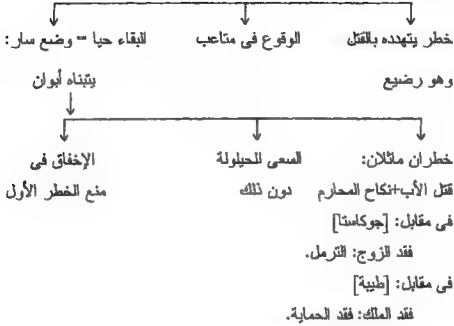 خطر يتهدده بالقتل الوقوع فى متاعب البقاء حيا = وضع سار:
وهو رضيع يتبناه أبوان
خطران ماثلان: السعى للحيلولة الإخفاق فى
قتل الأب+نكاح المحارم دون ذلك منع الخطر الأول
فى مقابل: [جوكاستا]
فقد الزوج: الترمل.
فى مقابل: [طيبة]
فقد الملك: فقد الحماية.